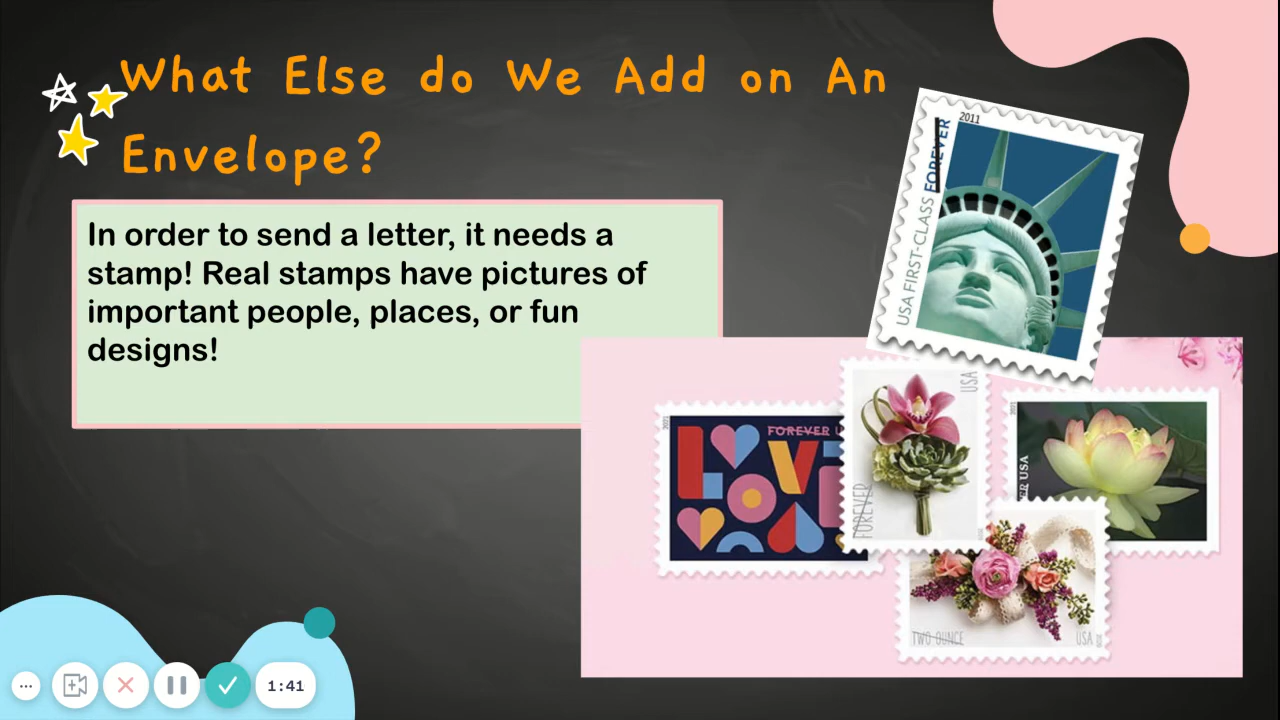 What Else do We Add on An
Envelope?
In order to send a letter, it needs a
stamp! Real stamps have pictures of
important people, places, or fun
designs!
2011
USA FIRST-CLASS FOREVER
FOREVER U
LOVE
USA
FOREVER
ER USA
TWO OUNCE
USA
1:41